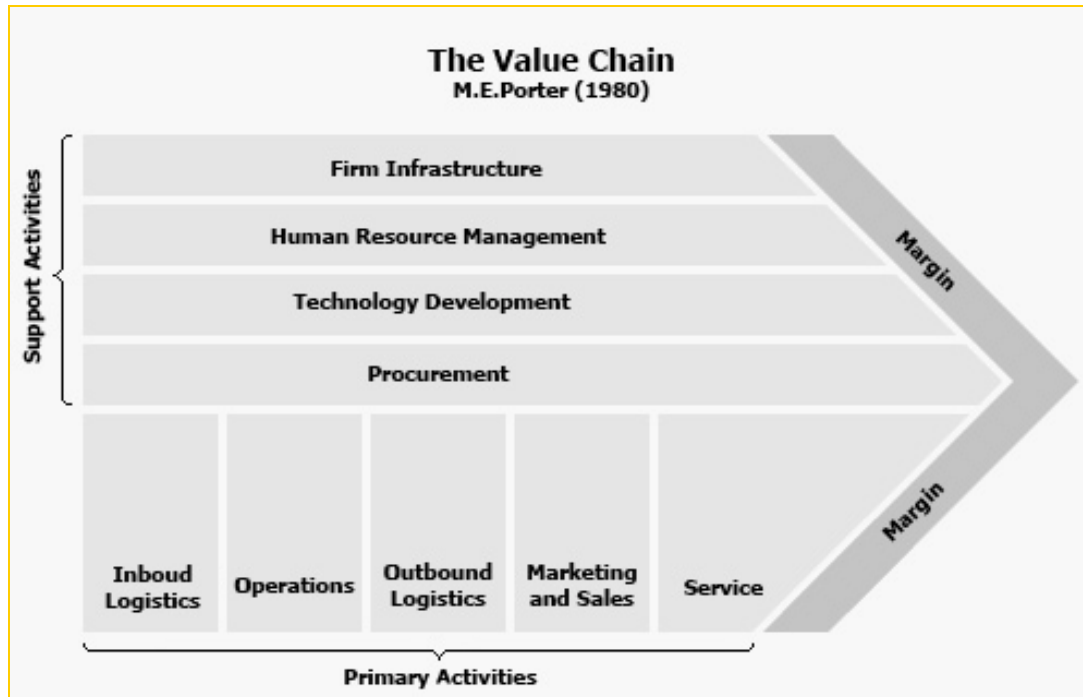 The Value Chain
M.E.Porter (1980)
Support Activities
Firm Infrastructure
Human Resource Management
Technology Development
Procurement
Margin
Margin
Inboud
Logistics
Operations
Outbound
Logistics
Marketing
and Sales
Service
Primary Activities